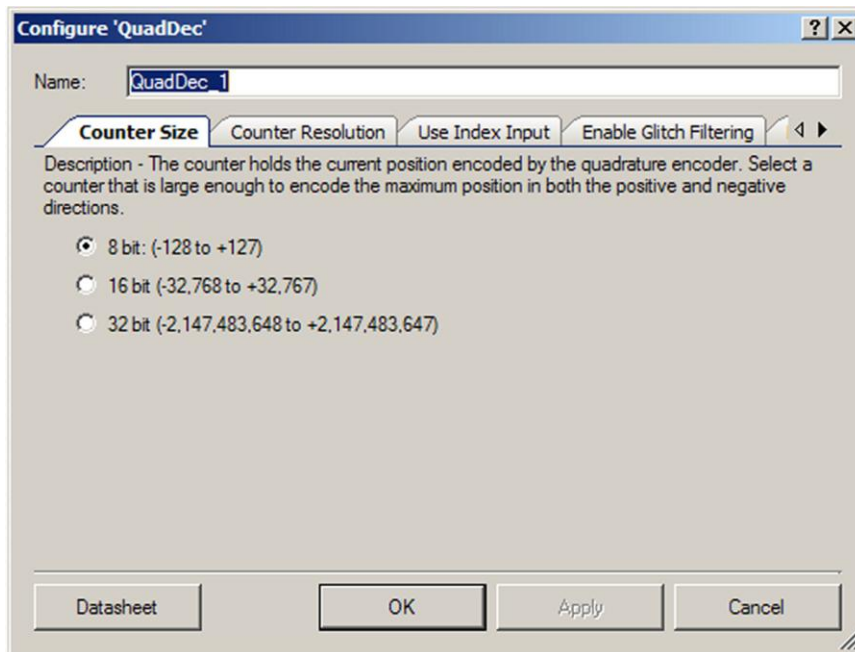 Configure 'QuadDec'
Name: QuadDec_1
Counter Size Counter Resolution Use Index Input Enable Glitch Filtering
Description - The counter holds the current position encoded by the quadrature encoder. Select a
counter that is large enough to encode the maximum position in both the positive and negative
directions.
8 bit: (-128 to +127)
16 bit (-32,768 to +32,767)
32 bit (-2,147,483,648 to +2,147,483,647)
Datasheet OK Apply Cancel